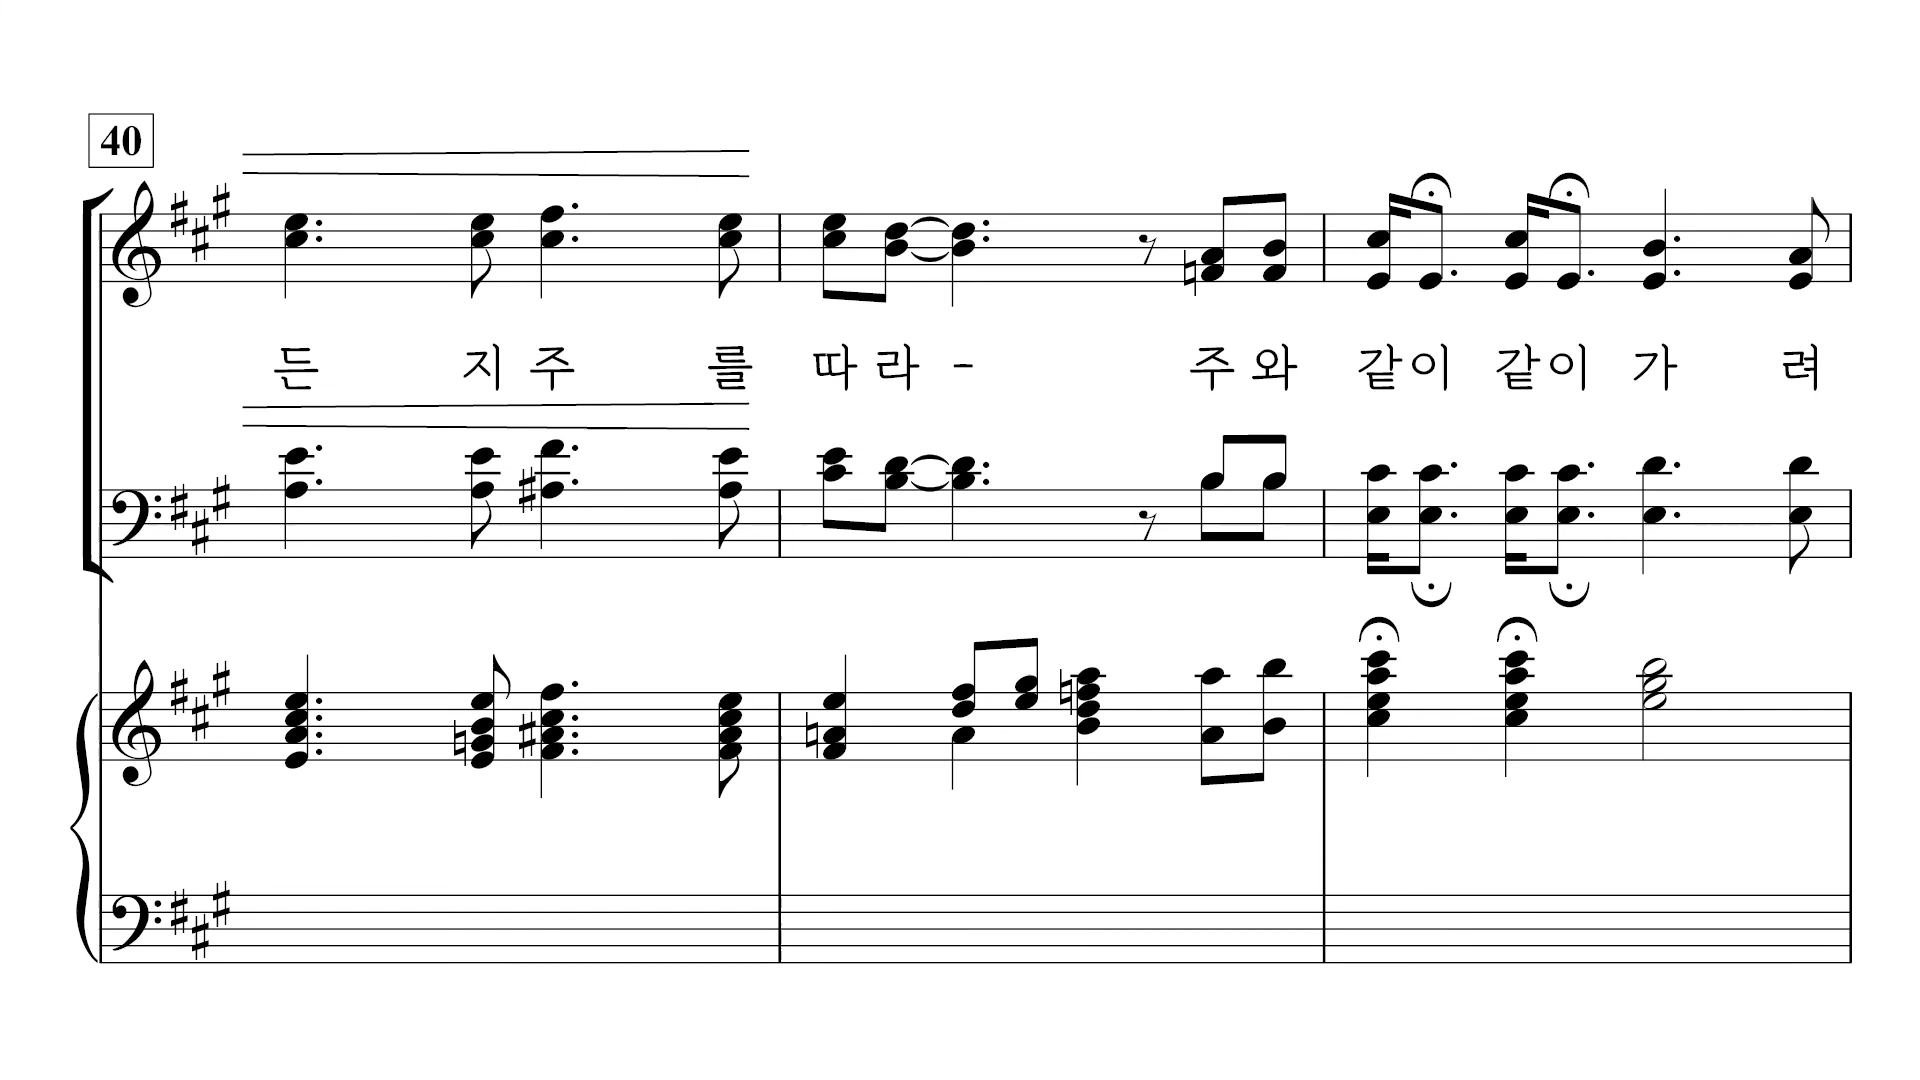 40
든 지 주 를 따 라 - 주 와 같 이 같 이 가 려